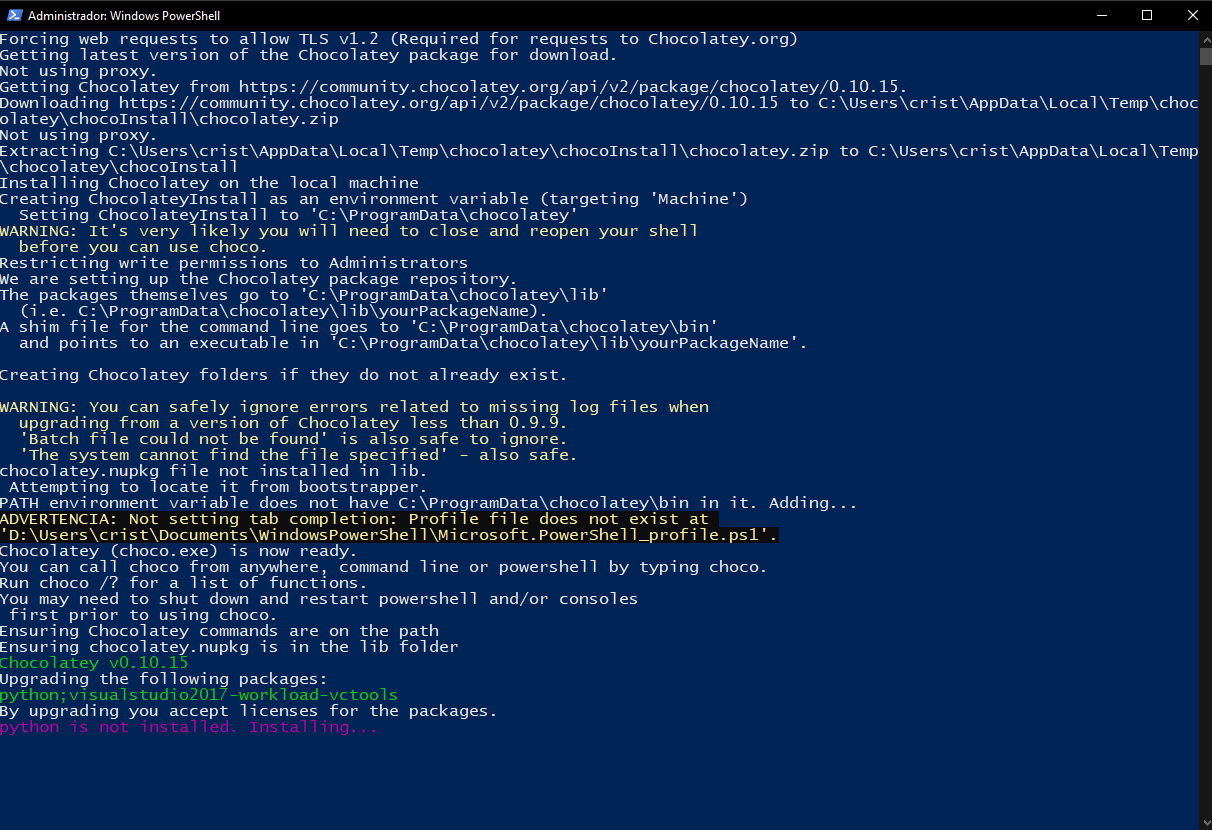 Administrador: Windows PowerShell
Forcing web requests to allow TLS v1.2 (Required for requests to Chocolatey.org)
Getting latest version of the Chocolatey package for download.
Not using proxy.
Getting Chocolatey from https://community.chocolatey.org/api/v2/package/chocolatey/0.10.15.
Downloading https://community.chocolatey.org/api/v2/package/chocolatey/0.10.15 to C:\Users\crist\AppData\Local\Temp\choc
olatey\chocoInstall\chocolatey.zip
Not using proxy.
Extracting C:\Users\crist\AppData\Local\Temp\chocolatey\chocoInstall\chocolatey.zip to C:\Users\crist\AppData\Local\Temp
\chocolatey\chocoInstall
Installing Chocolatey on the local machine
Creating ChocolateyInstall as an environment variable (targeting 'Machine')
  Setting ChocolateyInstall to 'C:\ProgramData\chocolatey'
WARNING: It's very likely you will need to close and reopen your shell
  before you can use choco.
Restricting write permissions to Administrators
We are setting up the Chocolatey package repository.
The packages themselves go to 'C:\ProgramData\chocolatey\lib'
  (i.e. C:\ProgramData\chocolatey\lib\yourPackageName).
A shim file for the command line goes to 'C:\ProgramData\chocolatey\bin'
  and points to an executable in 'C:\ProgramData\chocolatey\lib\yourPackageName'.
Creating Chocolatey folders if they do not already exist.
WARNING: You can safely ignore errors related to missing log files when
  upgrading from a version of Chocolatey less than 0.9.9.
  'Batch file could not be found' is also safe to ignore.
  'The system cannot find the file specified' - also safe.
chocolatey.nupkg file not installed in lib.
 Attempting to locate it from bootstrapper.
PATH environment variable does not have C:\ProgramData\chocolatey\bin in it. Adding...
ADVERTENCIA: Not setting tab completion: Profile file does not exist at
'D:\Users\crist\Documents\WindowsPowerShell\Microsoft.PowerShell_profile.ps1'.
Chocolatey (choco.exe) is now ready.
You can call choco from anywhere, command line or powershell by typing choco.
Run choco /? for a list of functions.
You may need to shut down and restart powershell and/or consoles
 first prior to using choco.
Ensuring Chocolatey commands are on the path
Ensuring chocolatey.nupkg is in the lib folder
Chocolatey v0.10.15
Upgrading the following packages:
python;visualstudio2017-workload-vctools
By upgrading you accept licenses for the packages.
python is not installed. Installing...